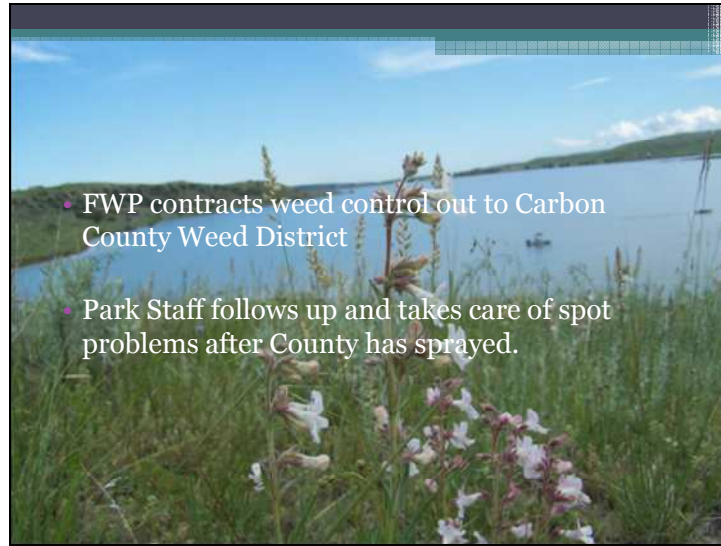 • FWP contracts weed control out to Carbon
County Weed District
• Park Staff follows up and takes care of spot
problems after County has sprayed.